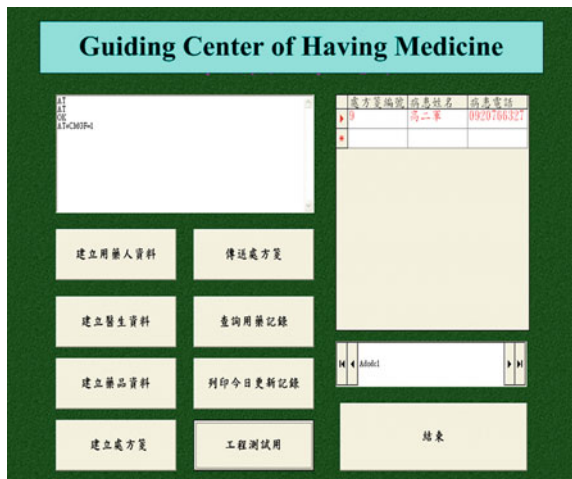 Guiding Center of Having Medicine
AT
AT
OK
AT+CMGF=1
處方箋編號 病患姓名 病患電話
9 高二軍 0920766327
建立用藥人資料
傳送處方箋
建立醫生資料
查詢用藥記錄
建立藥品資料
列印今日更新記錄
Adodc1
建立處方箋
工程測試用
結束